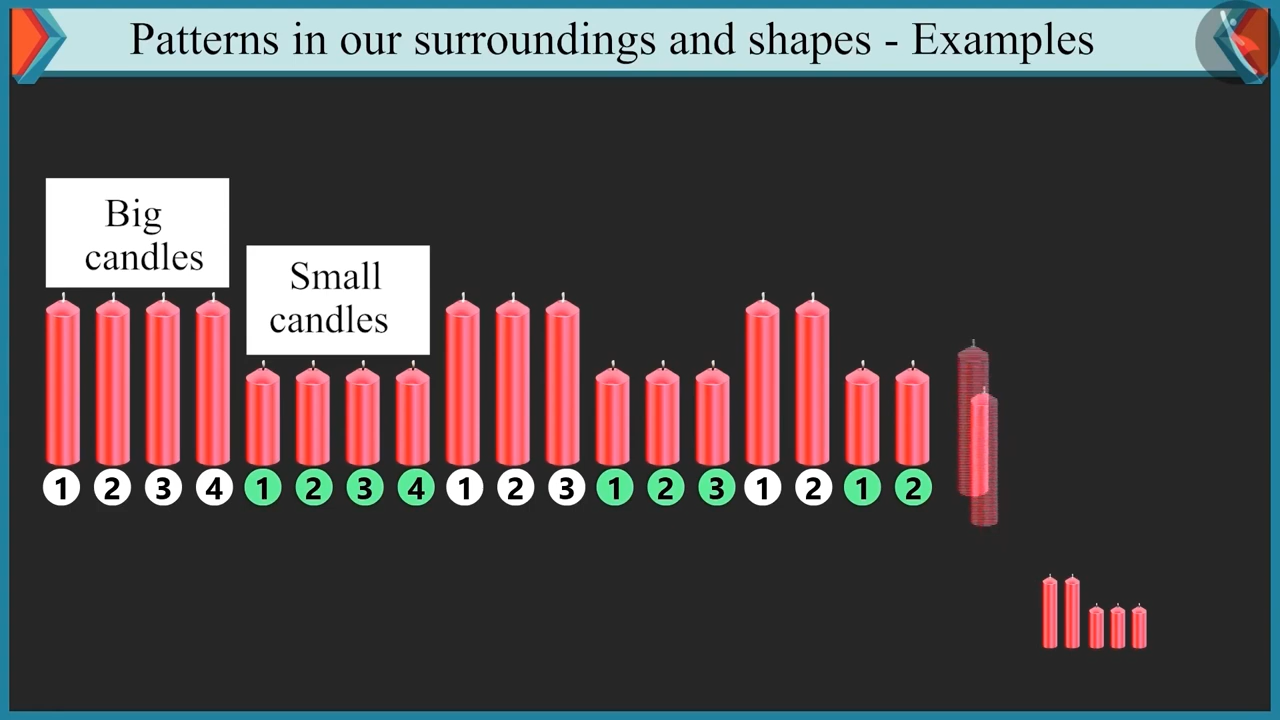 Patterns in our surroundings and shapes - Examples
Big
candles
Small
candles
1 2 3 4 1 2 3 4 1 2 3 1 2 3 1 2 1 2